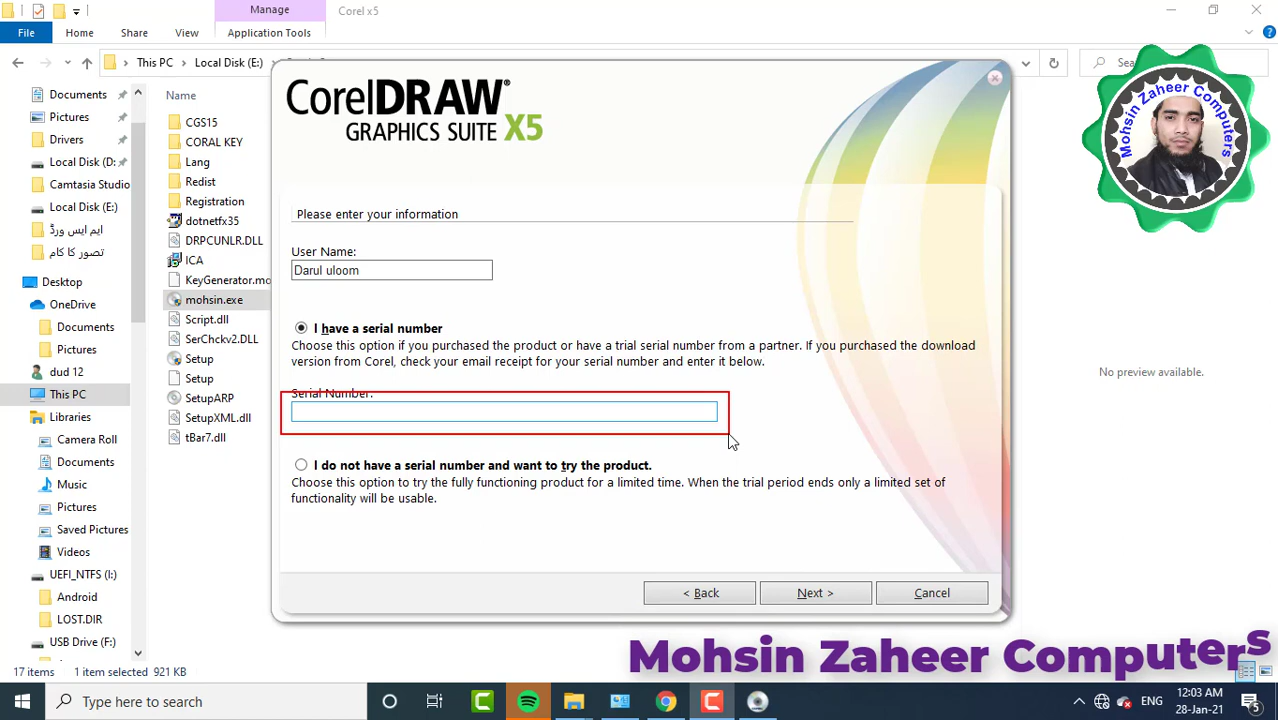 Manage
Corel x5
File
Home
Share
View
Application Tools
This PC
Local Disk (E:)
Documents
Pictures
Drivers
Local Disk (D:
Camtasia Studio
Local Disk (E:)
ایم ایس ورڈ
تصور کا کام
Desktop
OneDrive
Documents
Pictures
dud 12
This PC
Libraries
Camera Roll
Documents
Music
Pictures
Saved Pictures
Videos
UEFI_NTFS (I:)
Android
LOST.DIR
USB Drive (F:)
Name
CGS15
CORAL KEY
Lang
Redist
Registration
dotnetfx35
DRPCUNLR.DLL
ICA
KeyGenerator.mc
mohsin.exe
Script.dll
SerChckv2.DLL
Setup
Setup
SetupARP
SetupXML.dll
tBar7.dll
CorelDRAW®
GRAPHICS SUITE X5
Please enter your information
User Name:
Darul uloom
I have a serial number
Choose this option if you purchased the product or have a trial serial number from a partner. If you purchased the download
version from Corel, check your email receipt for your serial number and enter it below.
Serial Number:
I do not have a serial number and want to try the product.
Choose this option to try the fully functioning product for a limited time. When the trial period ends only a limited set of
functionality will be usable.
< Back
Next >
Cancel
Sea
Mohsin Zaheer Computers
No preview available.
Mohsin Zaheer Computers
17 items
1 item selected
921 KB
Type here to search
ENG
12:03 AM
28-Jan-21
5